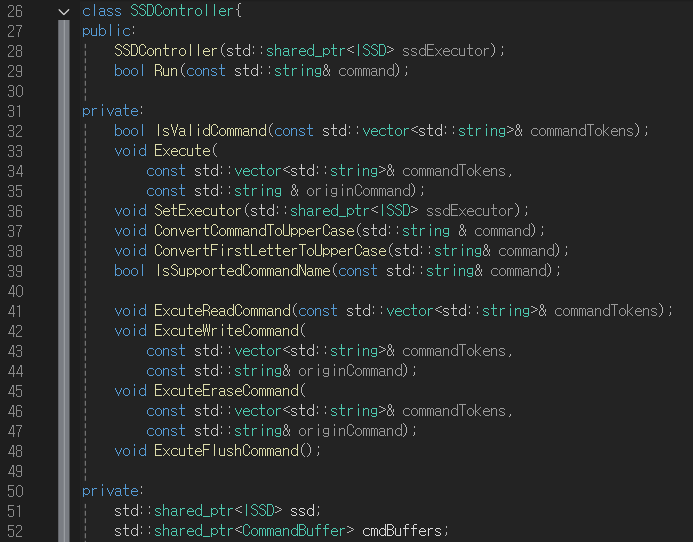 26 class SSDController{
27 public:
28 SSDController(std::shared_ptr<ISSD> ssdExecutor);
29 bool Run(const std::string& command);
30
31 private:
32 bool IsValidCommand(const std::vector<std::string>& commandTokens);
33 void Execute(
34 const std::vector<std::string>& commandTokens,
35 const std::string & originCommand);
36 void SetExecutor(std::shared_ptr<ISSD> ssdExecutor);
37 void ConvertCommandToUpperCase(std::string & command);
38 void ConvertFirstLetterToUpperCase(std::string& command);
39 bool IsSupportedCommandName(const std::string& command);
40
41 void ExcuteReadCommand(const std::vector<std::string>& commandTokens);
42 void ExcuteWriteCommand(
43 const std::vector<std::string>& commandTokens,
44 const std::string& originCommand);
45 void ExcuteEraseCommand(
46 const std::vector<std::string>& commandTokens,
47 const std::string& originCommand);
48 void ExcuteFlushCommand();
49
50 private:
51 std::shared_ptr<ISSD> ssd;
52 std::shared_ptr<CommandBuffer> cmdBuffers;